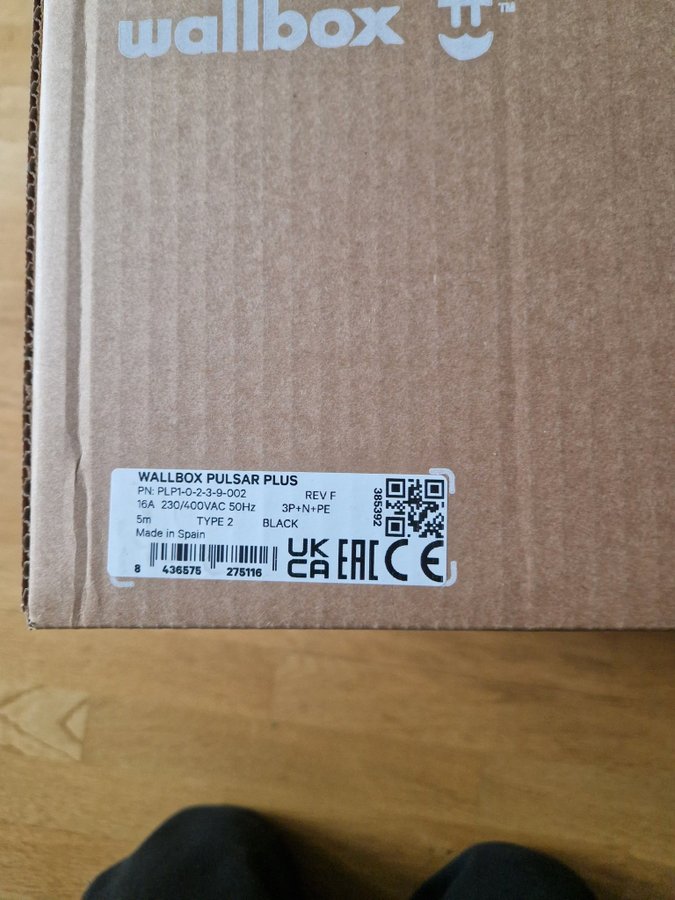 wallbox ™
WALLBOX PULSAR PLUS
PN: PLP1-0-2-3-9-002 REV F
16A 230/400VAC 50Hz 3P+N+PE
5m TYPE 2 BLACK
Made in Spain
385392
8 436575 275116
UK CA EAC CE